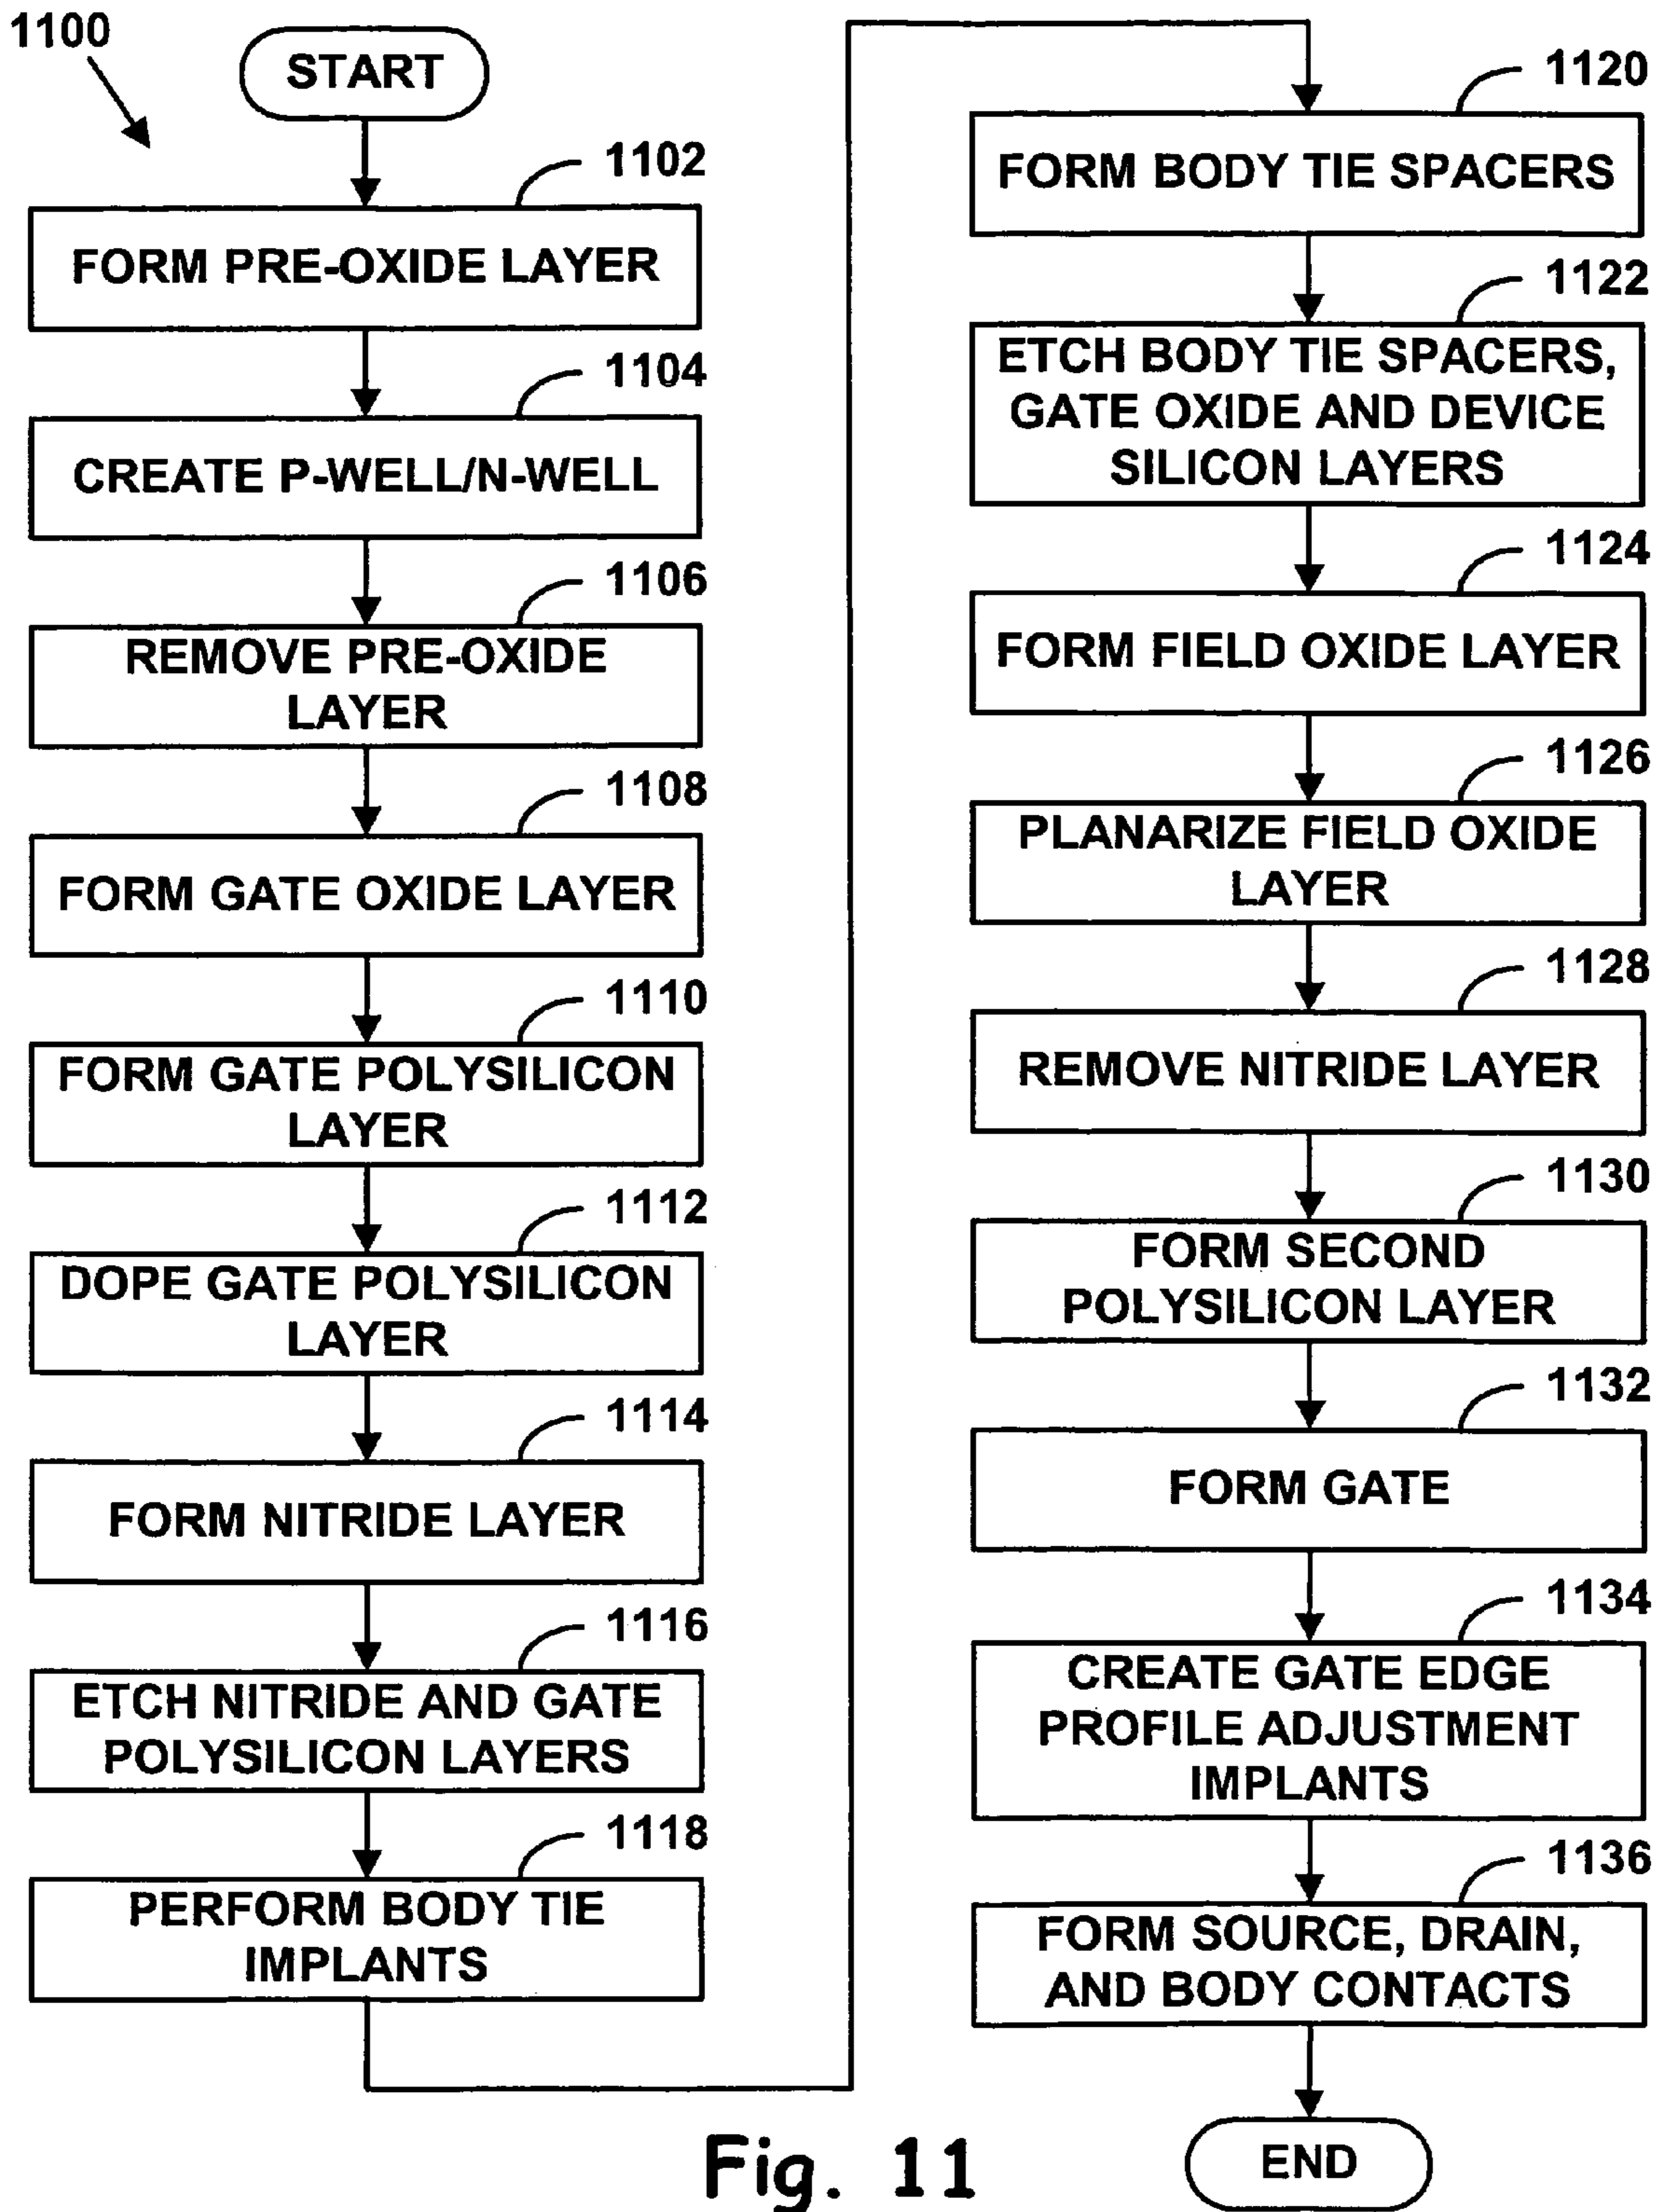 1100
START
1102
FORM PRE-OXIDE LAYER
1104
CREATE P-WELL/N-WELL
1106
REMOVE PRE-OXIDE
LAYER
1108
FORM GATE OXIDE LAYER
1110
FORM GATE POLYSILICON
LAYER
1112
DOPE GATE POLYSILICON
LAYER
1114
FORM NITRIDE LAYER
1116
ETCH NITRIDE AND GATE
POLYSILICON LAYERS
1118
PERFORM BODY TIE
IMPLANTS
1120
FORM BODY TIE SPACERS
1122
ETCH BODY TIE SPACERS,
GATE OXIDE AND DEVICE
SILICON LAYERS
1124
FORM FIELD OXIDE LAYER
1126
PLANARIZE FIELD OXIDE
LAYER
1128
REMOVE NITRIDE LAYER
1130
FORM SECOND
POLYSILICON LAYER
1132
FORM GATE
1134
CREATE GATE EDGE
PROFILE ADJUSTMENT
IMPLANTS
1136
FORM SOURCE, DRAIN,
AND BODY CONTACTS
END
Fig. 11